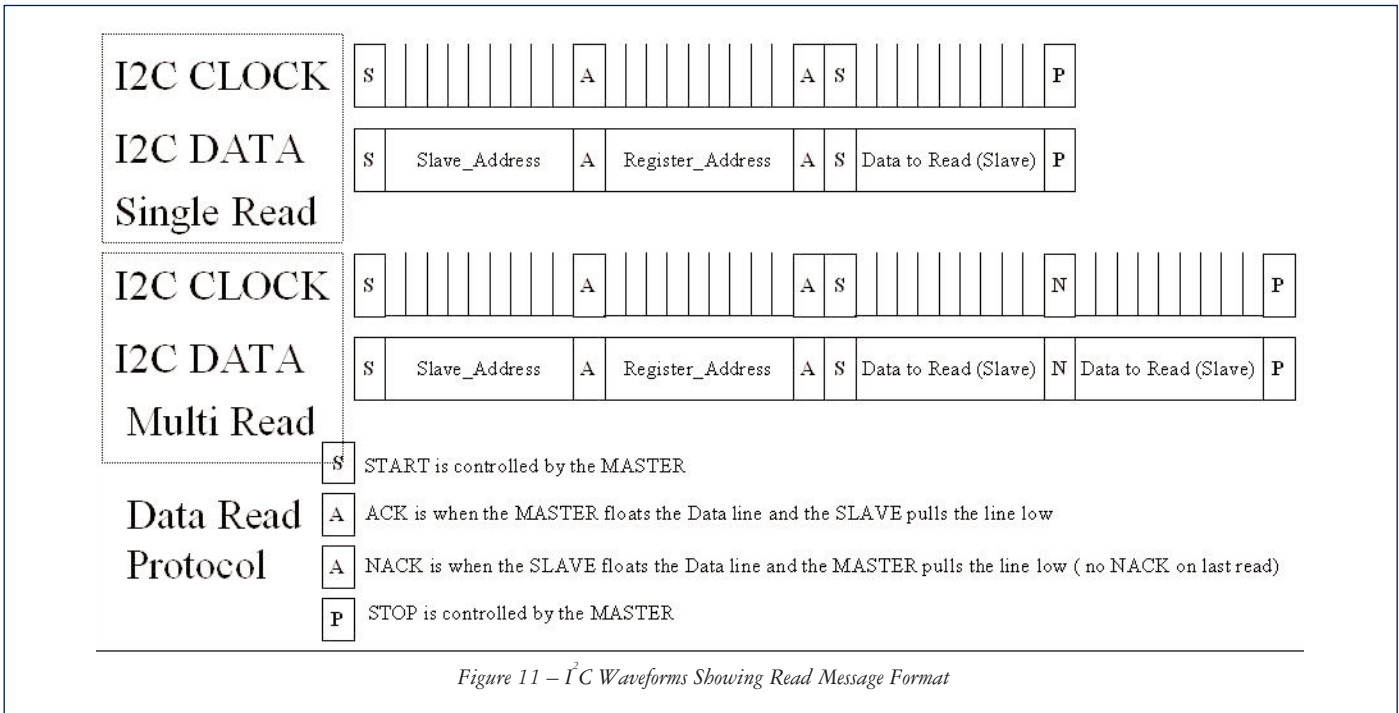 I2C CLOCK S A A S P
I2C DATA S Slave_Address A Register_Address A S Data to Read (Slave) P
Single Read
I2C CLOCK S A A S N P
I2C DATA S Slave_Address A Register_Address A S Data to Read (Slave) N Data to Read (Slave) P
Multi Read
S START is controlled by the MASTER
Data Read A ACK is when the MASTER floats the Data line and the SLAVE pulls the line low
Protocol A NACK is when the SLAVE floats the Data line and the MASTER pulls the line low ( no NACK on last read)
P STOP is controlled by the MASTER
Figure 11 – I²C Waveforms Showing Read Message Format